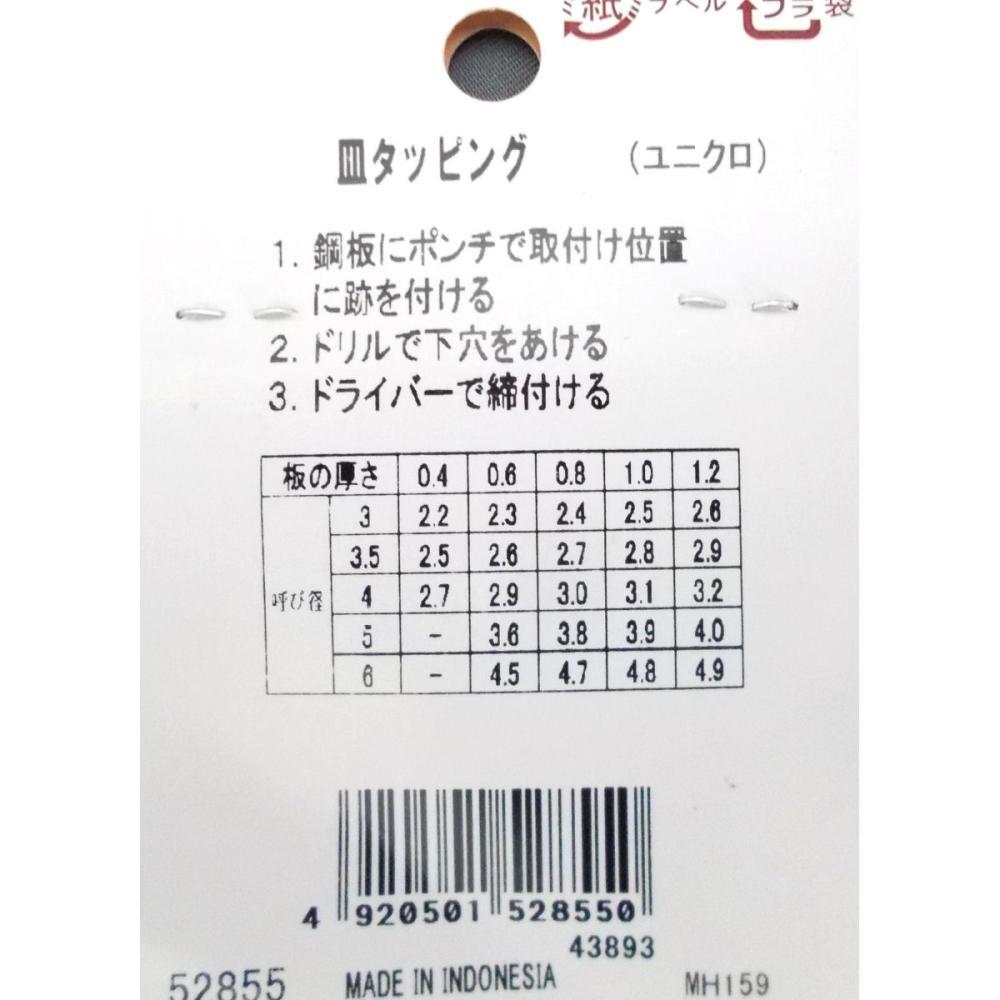 紙 ラベル プラ 袋
皿タッピング (ユニクロ)
1. 鋼板にポンチで取付け位置
に跡を付ける
2. ドリルで下穴をあける
3. ドライバーで締付ける
板の厚さ 0.4 0.6 0.8 1.0 1.2
呼び径
3 2.2 2.3 2.4 2.5 2.6
3.5 2.5 2.6 2.7 2.8 2.9
4 2.7 2.9 3.0 3.1 3.2
5 - 3.6 3.8 3.9 4.0
6 - 4.5 4.7 4.8 4.9
4 920501 528550
43893
52855 MADE IN INDONESIA MH159